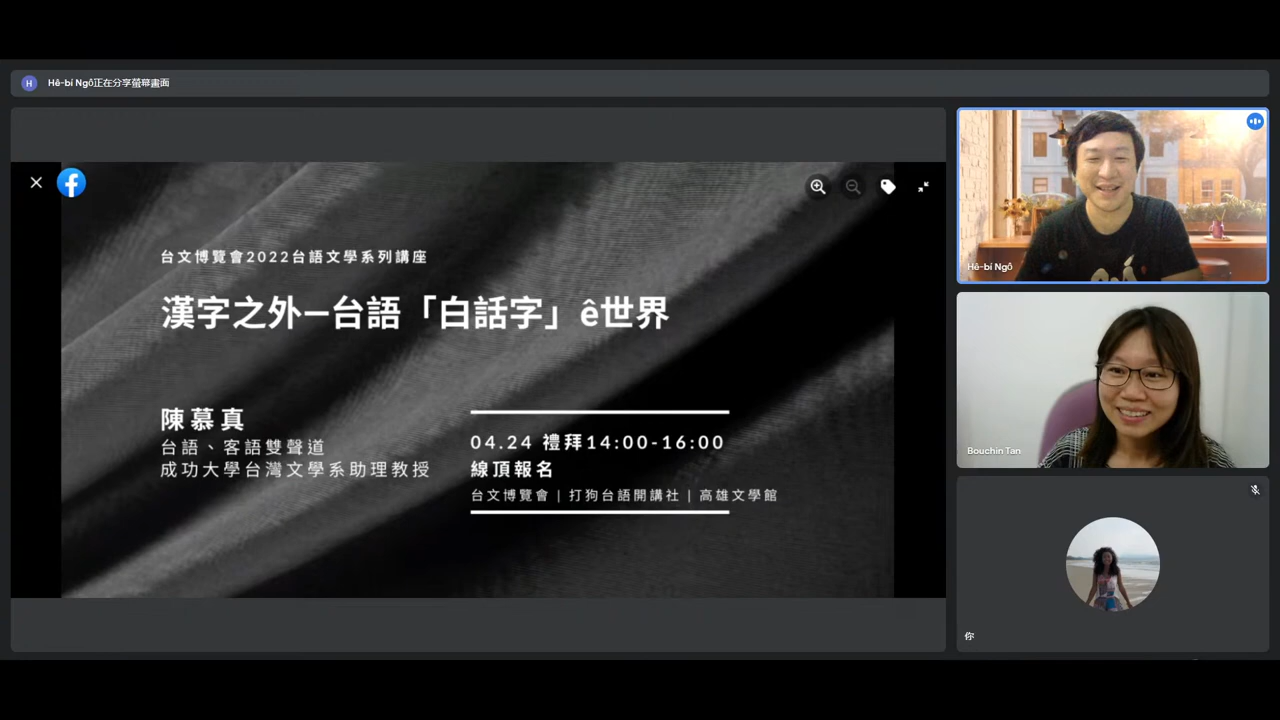 H
Hê-bí Ngô正在分享螢幕畫面
台文博覽會2022台語文學系列講座
漢字之外—台語「白話字」ê世界
陳慕真
台語、客語雙聲道
成功大學台灣文學系助理教授
04.24 禮拜14:00-16:00
線頂報名
台文博覽會 | 打狗台語開講社 | 高雄文學館
Hê-bí Ngô
Bouchin Tan
你